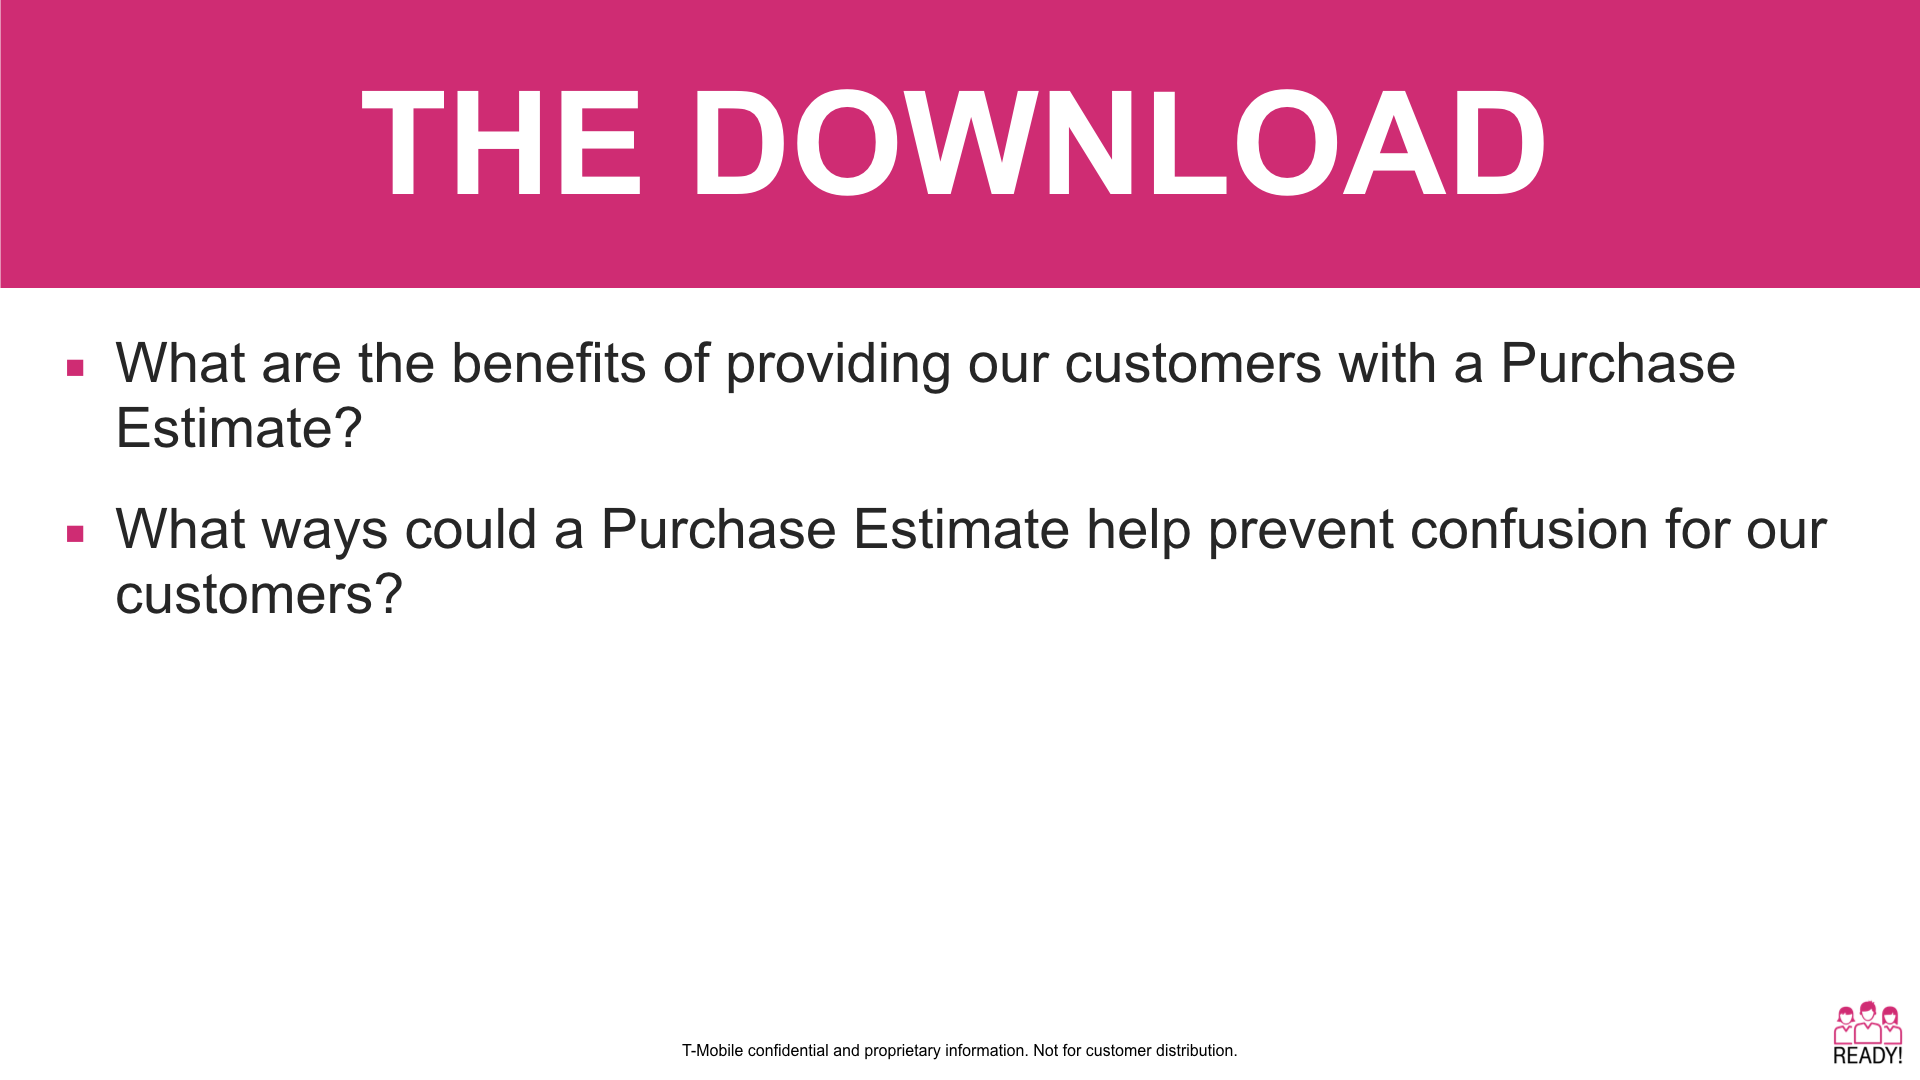 THE DOWNLOAD
What are the benefits of providing our customers with a Purchase
Estimate?
What ways could a Purchase Estimate help prevent confusion for our
customers?
T-Mobile confidential and proprietary information. Not for customer distribution.
READY!